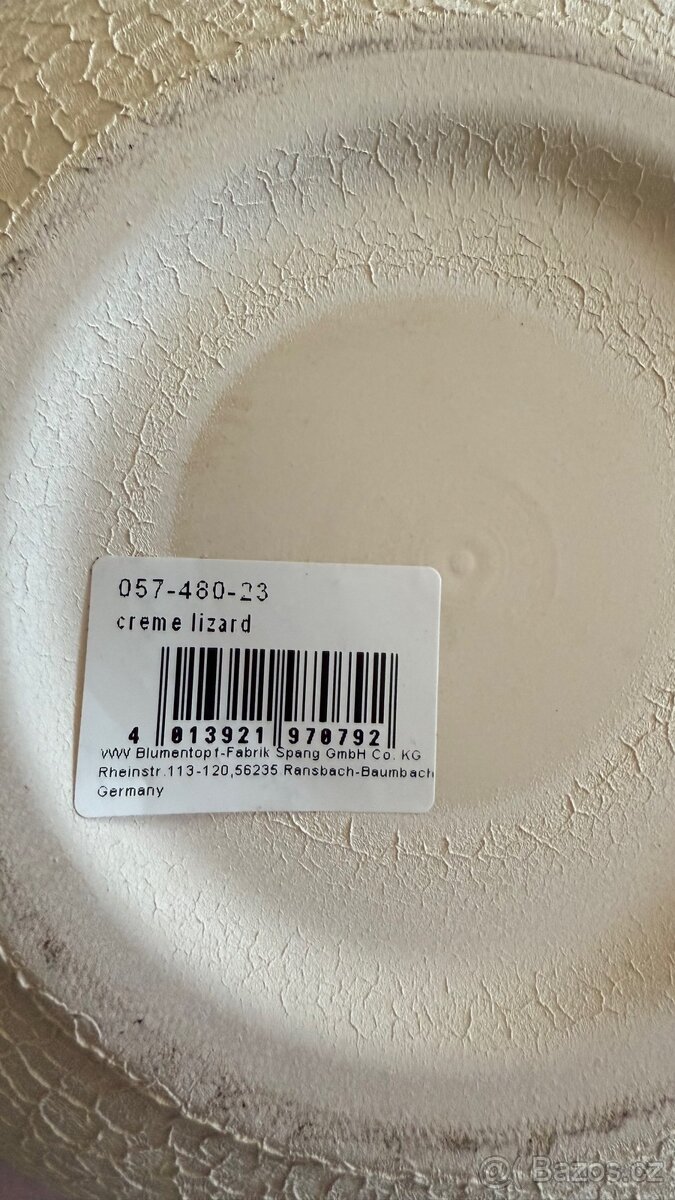 057-480-23
creme lizard
4 013921 970792
WVV Blumentopf-Fabrik Spang GmbH Co. KG
Rheinstr.113-120,56235 Ransbach-Baumbach
Germany
@ Bazos.cz